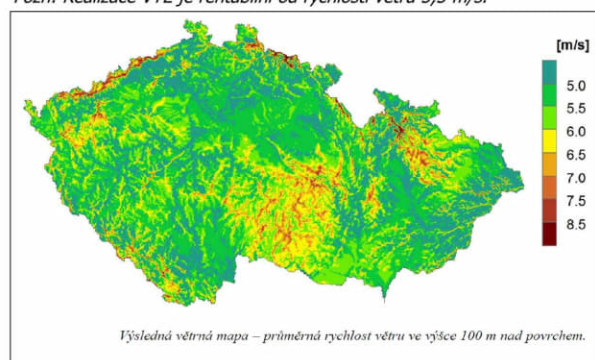 Pozn: Realizace VTE je rentabilní od rychlosti větru 5,5 m/s.
[m/s]
5.0
5.5
6.0
6.5
7.0
7.5
8.5
Výsledná větrná mapa – průměrná rychlost větru ve výšce 100 m nad povrchem.